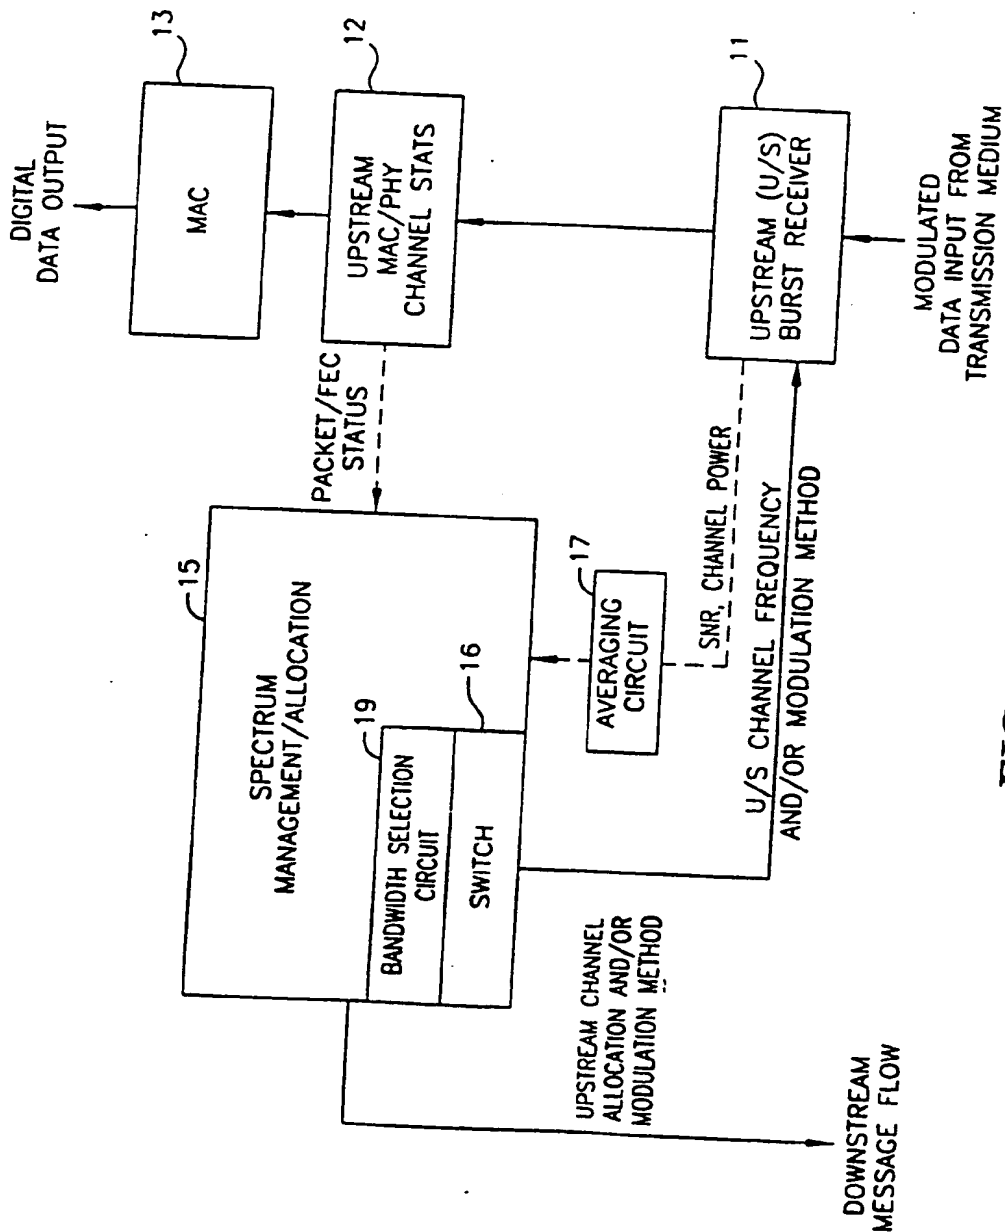 DIGITAL
DATA OUTPUT
13
MAC
12
UPSTREAM
MAC/PHY
CHANNEL STATS
PACKET/FEC
STATUS
15
SPECTRUM
MANAGEMENT/ALLOCATION
19
BANDWIDTH SELECTION
CIRCUIT
16
SWITCH
17
AVERAGING
CIRCUIT
SNR, CHANNEL POWER
U/S CHANNEL FREQUENCY
AND/OR MODULATION METHOD
11
UPSTREAM (U/S)
BURST RECEIVER
MODULATED
DATA INPUT FROM
TRANSMISSION MEDIUM
UPSTREAM CHANNEL
ALLOCATION AND/OR
MODULATION METHOD
DOWNSTREAM
MESSAGE FLOW